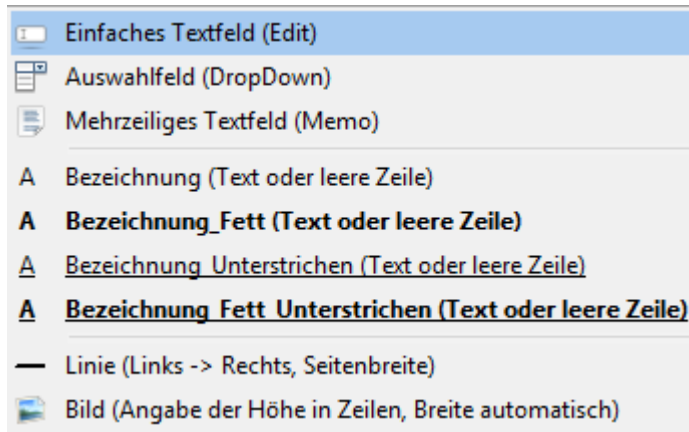 Einfaches Textfeld (Edit)
Auswahlfeld (DropDown)
Mehrzeiliges Textfeld (Memo)
A Bezeichnung (Text oder leere Zeile)
A Bezeichnung_Fett (Text oder leere Zeile)
A Bezeichnung_Unterstrichen (Text oder leere Zeile)
A Bezeichnung_Fett_Unterstrichen (Text oder leere Zeile)
Linie (Links -> Rechts, Seitenbreite)
Bild (Angabe der Höhe in Zeilen, Breite automatisch)